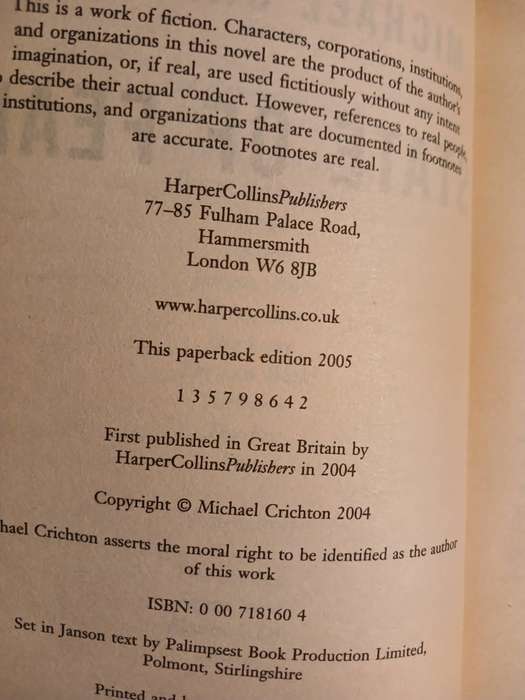 This is a work of fiction. Characters, corporations, institutions,
and organizations in this novel are the product of the author's
imagination, or, if real, are used fictitiously without any intent
describe their actual conduct. However, references to real people,
institutions, and organizations that are documented in footnotes
are accurate. Footnotes are real.
HarperCollinsPublishers
77–85 Fulham Palace Road,
Hammersmith
London W6 8JB
www.harpercollins.co.uk
This paperback edition 2005
1 3 5 7 9 8 6 4 2
First published in Great Britain by
HarperCollinsPublishers in 2004
Copyright © Michael Crichton 2004
hael Crichton asserts the moral right to be identified as the author
of this work
ISBN: 0 00 718160 4
Set in Janson text by Palimpsest Book Production Limited,
Polmont, Stirlingshire
Printed and